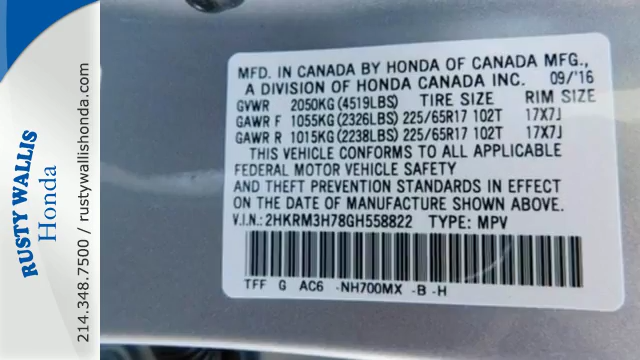 RUSTY WALLIS
Honda
214.348.7500 / rustywallishonda.com
MFD. IN CANADA BY HONDA OF CANADA MFG.,
A DIVISION OF HONDA CANADA INC. 09/'16
GVWR 2050KG(4519LBS) TIRE SIZE RIM SIZE
GAWR F 1055KG(2326LBS) 225/65R17 102T 17X7J
GAWR R 1015KG(2238LBS) 225/65R17 102T 17X7J
THIS VEHICLE CONFORMS TO ALL APPLICABLE
FEDERAL MOTOR VEHICLE SAFETY
AND THEFT PREVENTION STANDARDS IN EFFECT
ON THE DATE OF MANUFACTURE SHOWN ABOVE.
V.I.N.: 2HKRM3H78GH558822 TYPE: MPV
TFF G AC6 -NH700MX -B -H